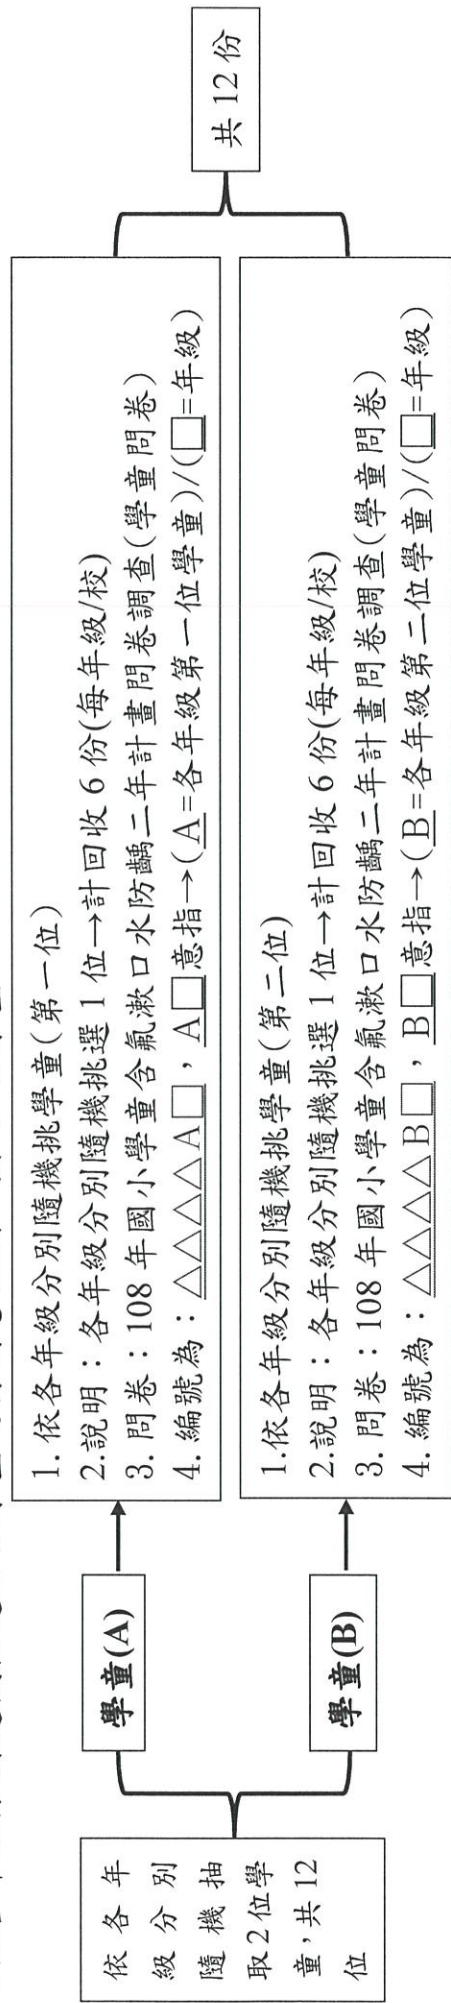 依各年
級分別
隨機抽
取2位學
童，共12
位
學童(A)
1.依各年級分別隨機挑學童(第一位)
2.說明：各年級分別隨機挑選1位→計回收6份(每年級/校)
3.問卷：108年國小學童含氟漱口水防齲二年計畫問卷調查(學童問卷)
4.編號為：△△△△△A□，A□意指→(A=各年級第一位學童)/(□=年級)
學童(B)
1.依各年級分別隨機挑學童(第二位)
2.說明：各年級分別隨機挑選1位→計回收6份(每年級/校)
3.問卷：108年國小學童含氟漱口水防齲二年計畫問卷調查(學童問卷)
4.編號為：△△△△△B□，B□意指→(B=各年級第二位學童)/(□=年級)
共12份